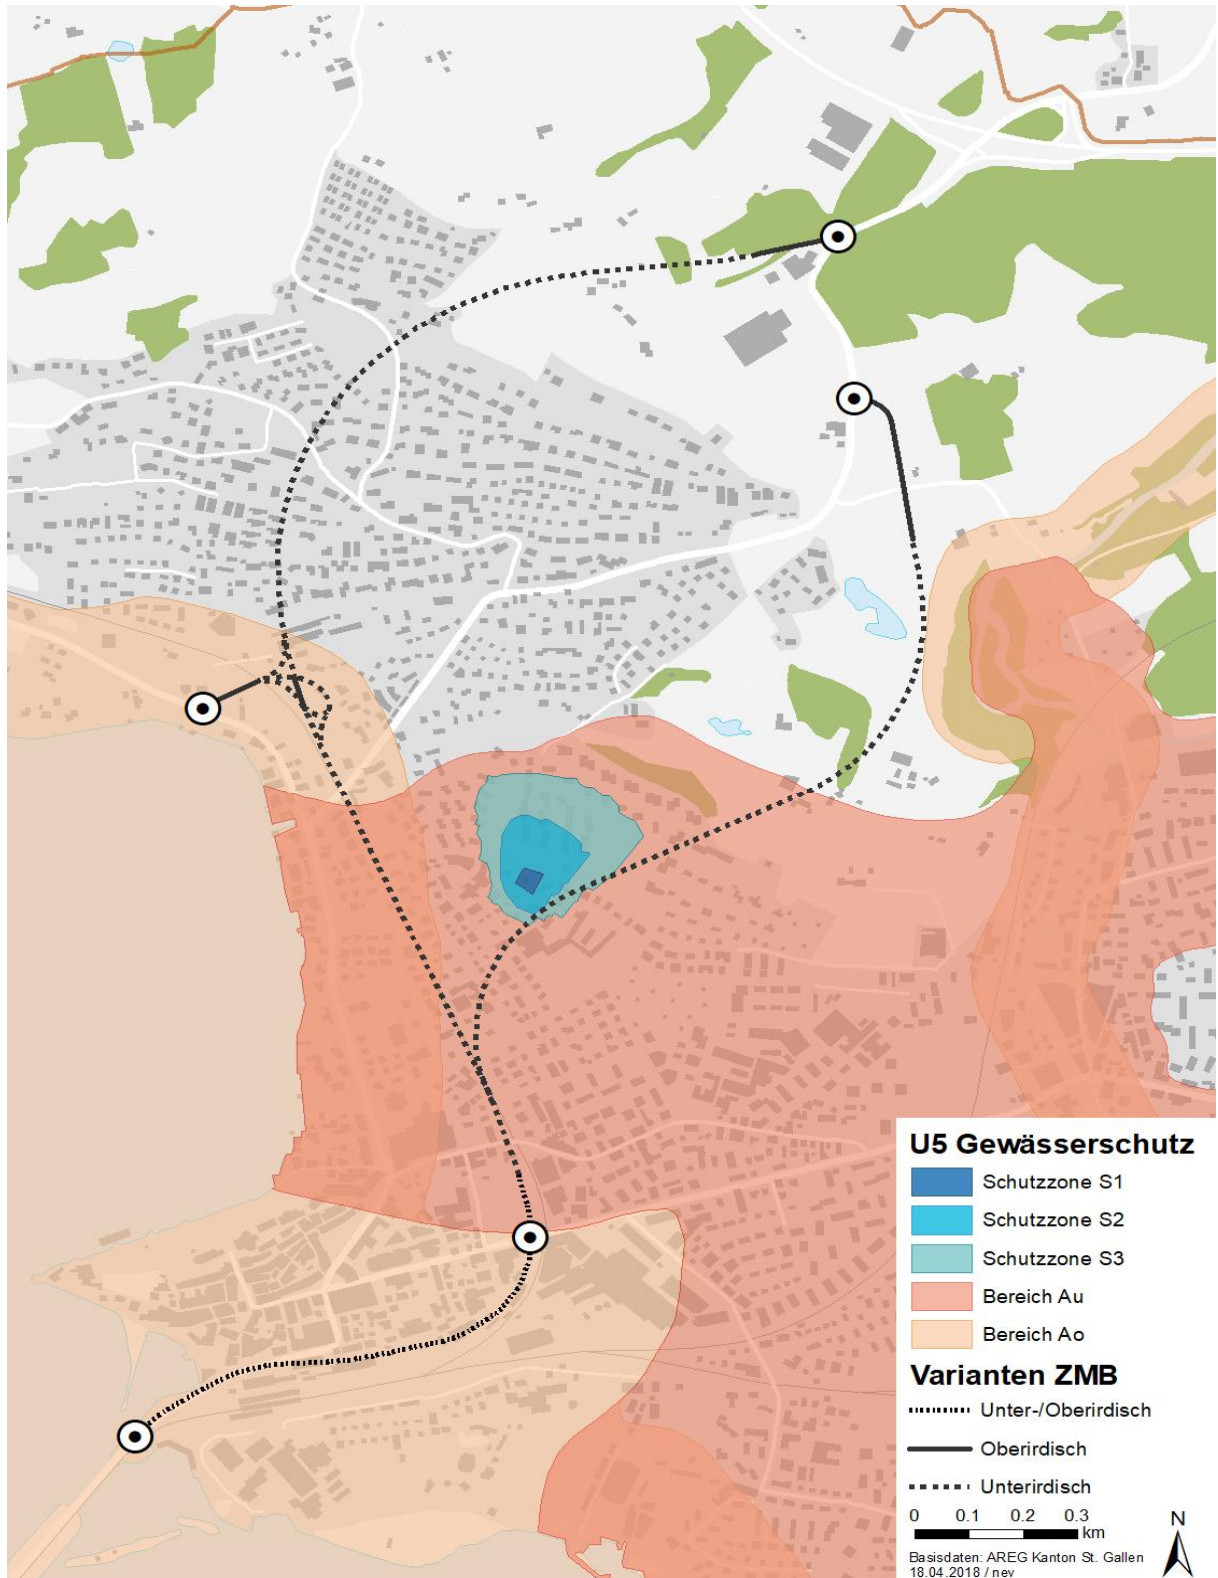 U5 Gewässerschutz
Schutzzone S1
Schutzzone S2
Schutzzone S3
Bereich Au
Bereich Ao
Varianten ZMB
Unter-/Oberirdisch
Oberirdisch
Unterirdisch
0 0.1 0.2 0.3
km
N
Basisdaten: AREG Kanton St. Gallen
18.04.2018 / nev